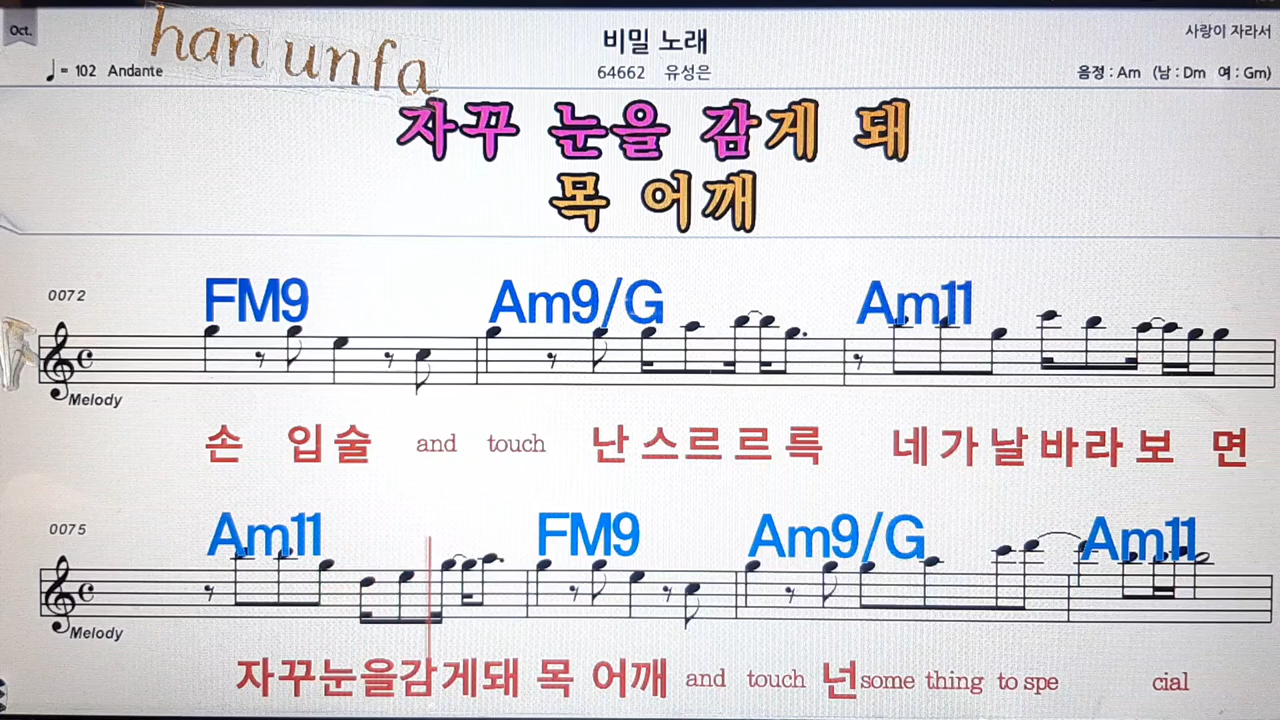 Oct.
han unfa
비밀 노래
사랑이 자라서
♩= 102 Andante
64662 유성은
음정 : Am (남 : Dm 여 : Gm)
자꾸 눈을 감게 돼
목 어깨
0072
FM9 Am9/G Am11
Melody
손 입술 and touch 난 스르르륵 네가날바라보 면
0075
Am11 FM9 Am9/G Am11
Melody
자꾸눈을감게돼 목 어깨 and touch 넌some thing to spe cial